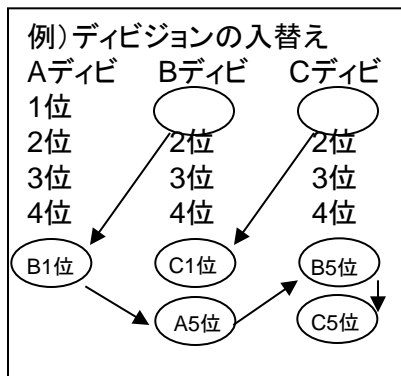 例）ディビジョンの入替え
Aディビ Bディビ Cディビ
1位
2位 2位 2位
3位 3位 3位
4位 4位 4位
B1位 C1位 B5位
A5位 C5位